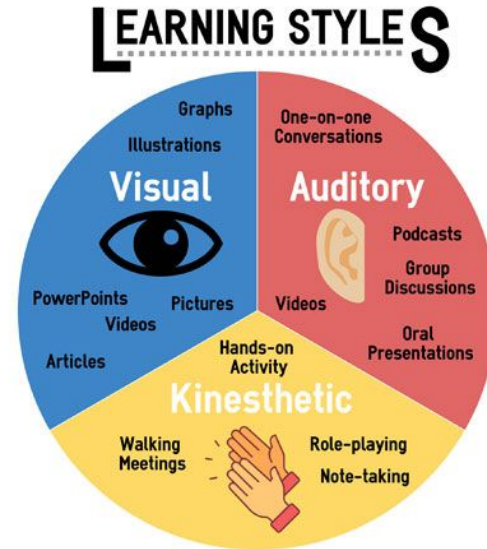 LEARNING STYLES
Graphs
Illustrations
Visual
PowerPoints
Pictures
Videos
Articles
One-on-one
Conversations
Auditory
Podcasts
Group
Discussions
Videos
Oral
Presentations
Hands-on
Activity
Kinesthetic
Walking
Meetings
Role-playing
Note-taking